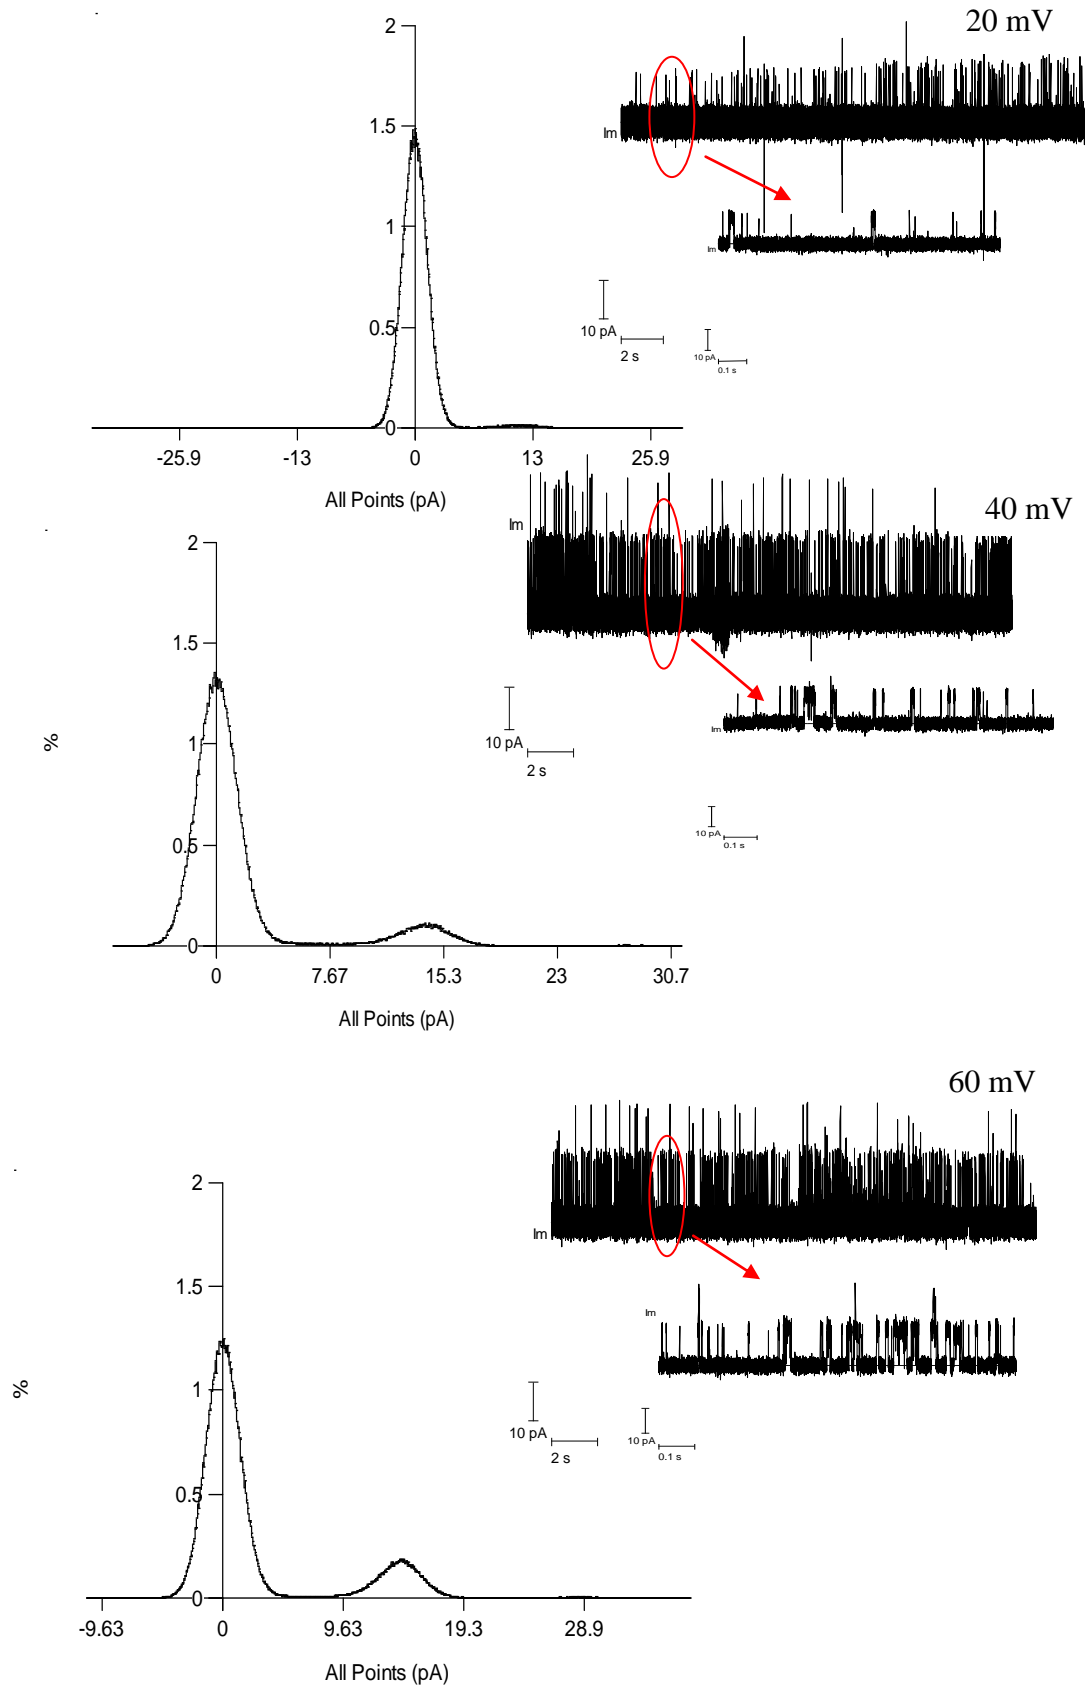 20 mV
2
1.5
1
0.5
0
-25.9 -13 0 13 25.9
All Points (pA)
Im
Im
10 pA
2 s
10 pA
0.1 s
40 mV
%
2
1.5
1
0.5
0
0 7.67 15.3 23 30.7
All Points (pA)
Im
Im
10 pA
2 s
10 pA
0.1 s
60 mV
%
2
1.5
1
0.5
0
-9.63 0 9.63 19.3 28.9
All Points (pA)
Im
Im
10 pA
2 s
10 pA
0.1 s